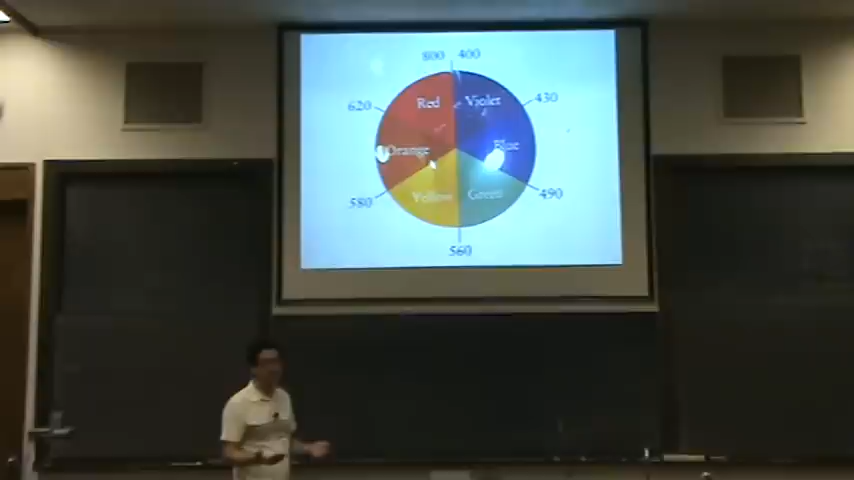 800 400
620 Red Violet 430
Orange Blue
580 Yellow Green 490
560